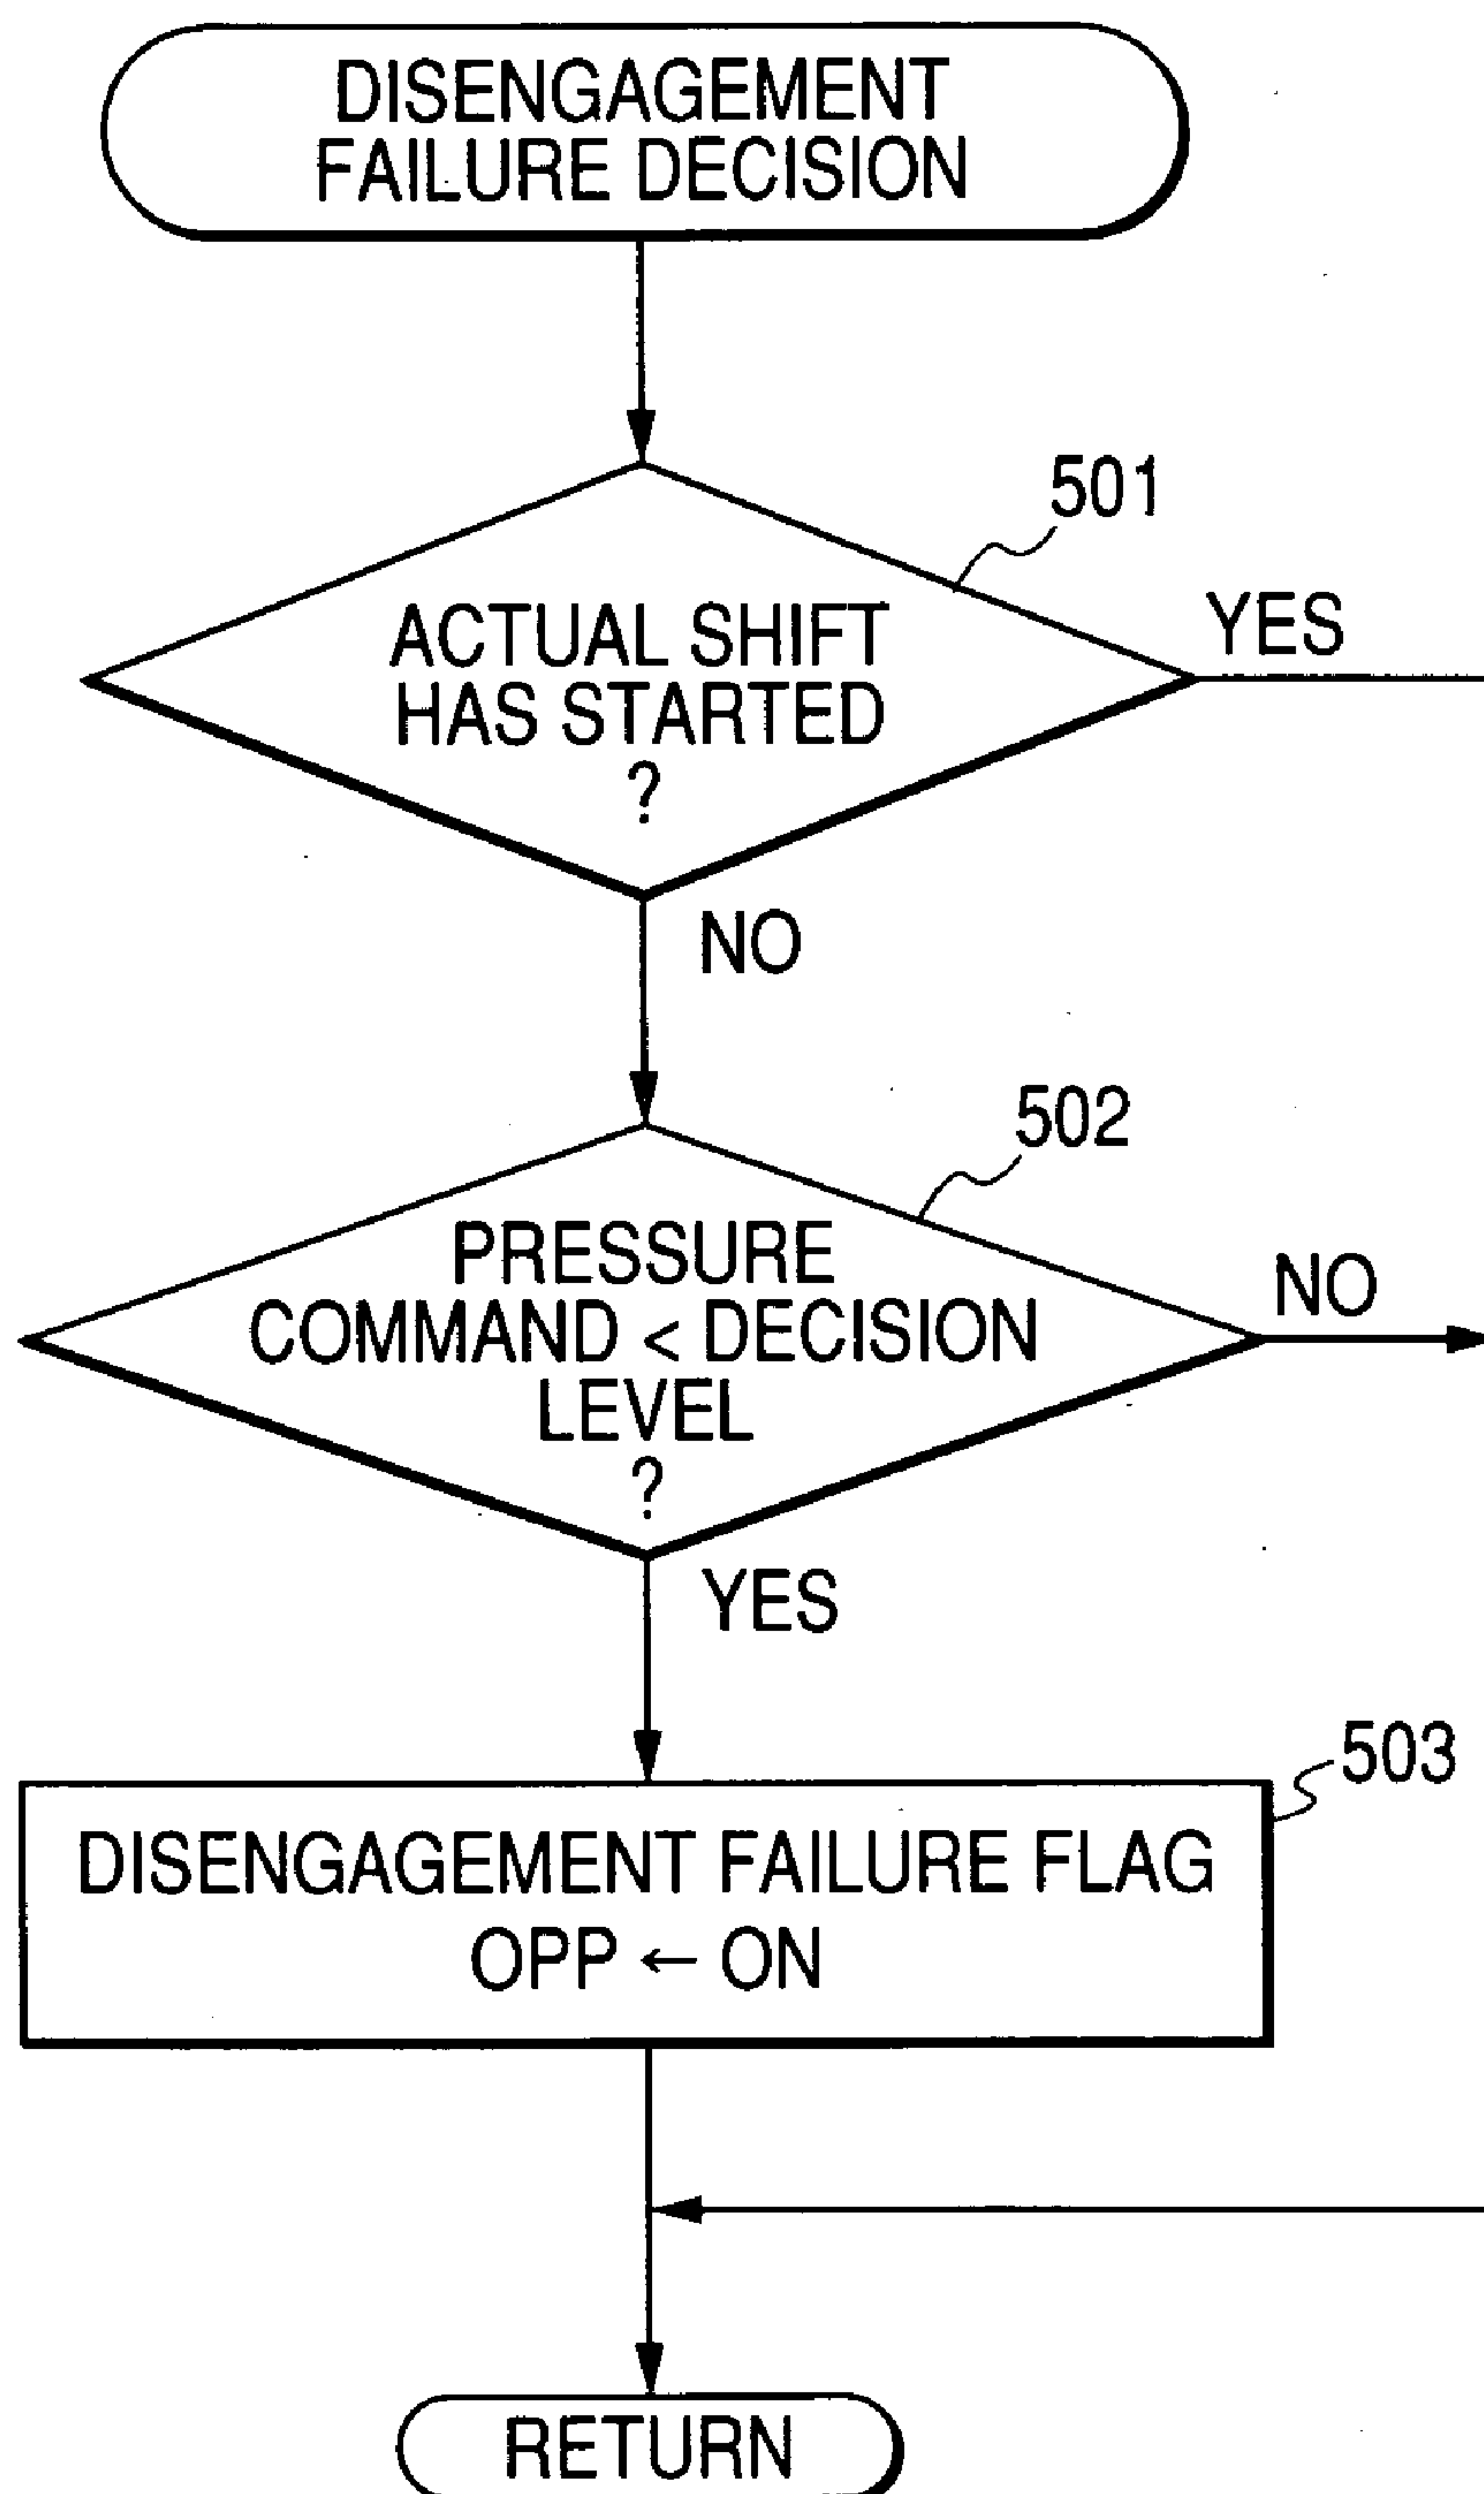 DISENGAGEMENT
FAILURE DECISION
501
ACTUAL SHIFT
HAS STARTED
?
YES
NO
502
PRESSURE
COMMAND < DECISION
LEVEL
?
NO
YES
503
DISENGAGEMENT FAILURE FLAG
OPP ← ON
RETURN